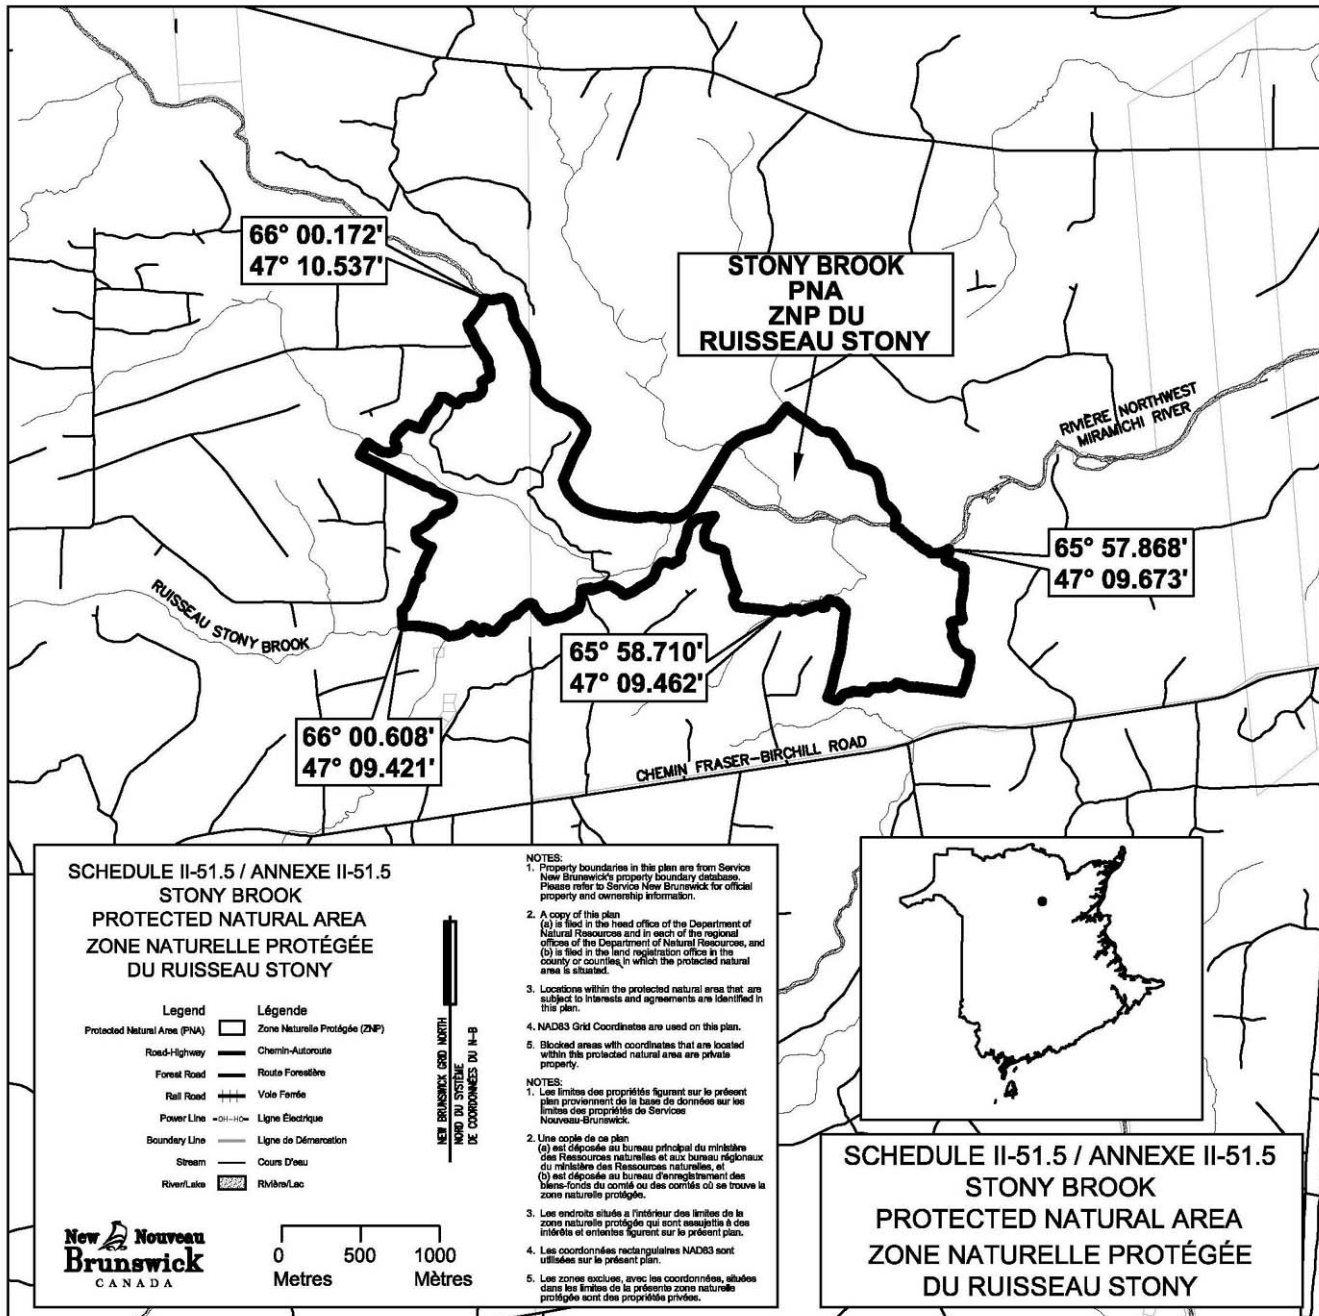 66° 00.172'
47° 10.537'
STONY BROOK
PNA
ZNP DU
RUISSEAU STONY
RIVIÈRE NORTHWEST
MIRAMICHI RIVER
65° 57.868'
47° 09.673'
RUISSEAU STONY BROOK
65° 58.710'
47° 09.462'
66° 00.608'
47° 09.421'
CHEMIN FRASER-BIRCHILL ROAD
SCHEDULE II-51.5 / ANNEXE II-51.5
STONY BROOK
PROTECTED NATURAL AREA
ZONE NATURELLE PROTÉGÉE
DU RUISSEAU STONY
Legend Légende
Protected Natural Area (PNA) Zone Naturelle Protégée (ZNP)
Road-Highway Chemin-Autoroute
Forest Road Route Forestière
Rail Road Voie Ferrée
Power Line -OH-HO- Ligne Électrique
Boundary Line Ligne de Démarcation
Stream Cours D'eau
River/Lake Rivière/Lac
New Nouveau
Brunswick
CANADA
0 500 1000
Metres Mètres
NEW BRUNSWICK GRID NORTH
NORD DU SYSTÈME
DE COORDONNÉES DU N-B
NOTES:
1. Property boundaries in this plan are from Service
New Brunswick's property boundary database.
Please refer to Service New Brunswick for official
property and ownership information.
2. A copy of this plan
(a) is filed in the head office of the Department of
Natural Resources and in each of the regional
offices of the Department of Natural Resources, and
(b) is filed in the land registration office in the
county or counties in which the protected natural
area is situated.
3. Locations within the protected natural area that are
subject to interests and agreements are identified in
this plan.
4. NAD83 Grid Coordinates are used on this plan.
5. Blocked areas with coordinates that are located
within this protected natural area are private
property.
NOTES:
1. Les limites des propriétés figurant sur le présent
plan proviennent de la base de données sur les
limites des propriétés de Services
Nouveau-Brunswick.
2. Une copie de ce plan
(a) est déposée au bureau principal du ministère
des Ressources naturelles et aux bureau régionaux
du ministère des Ressources naturelles, et
(b) est déposée au bureau d'enregistrement des
biens-fonds du comté ou des comtés où se trouve la
zone naturelle protégée.
3. Les endroits situés a l'intérieur des limites de la
zone naturelle protégée qui sont assujettis à des
intérêts et ententes figurent sur le présent plan.
4. Les coordonnées rectangulaires NAD83 sont
utilisées sur le présent plan.
5. Les zones exclues, avec les coordonnées, situées
dans les limites de la présente zone naturelle
protégée sont des propriétés privées.
SCHEDULE II-51.5 / ANNEXE II-51.5
STONY BROOK
PROTECTED NATURAL AREA
ZONE NATURELLE PROTÉGÉE
DU RUISSEAU STONY